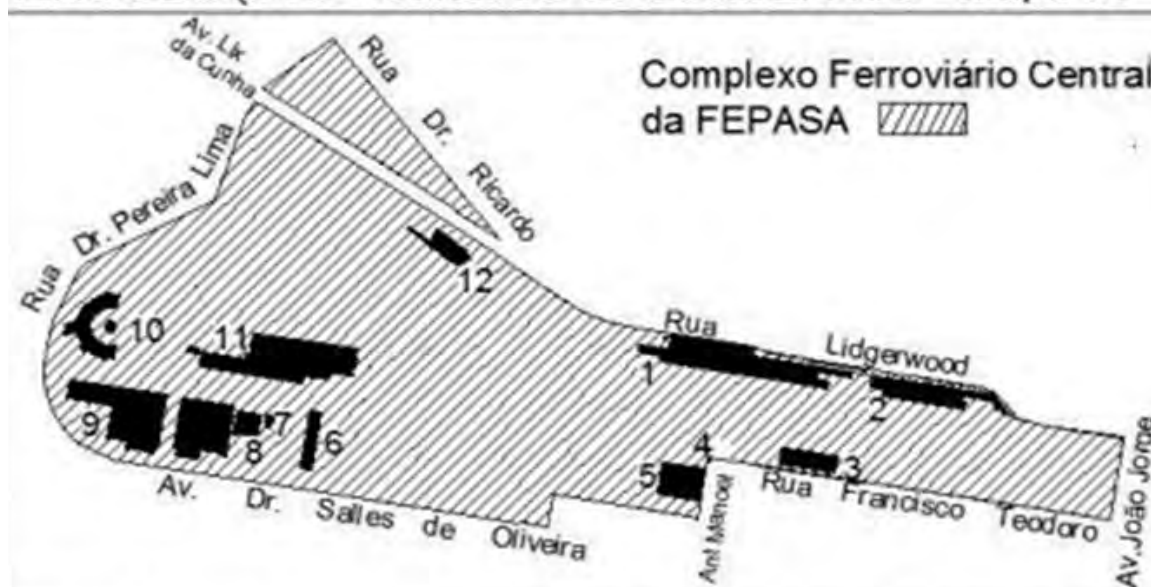 Complexo Ferroviário Central
da FEPASA
Av. Lix
da Cunha
Rua Dr. Ricardo
Rua Dr. Pereira Lima
12
10
11
Rua Lidgerwood
1
2
9
8
7
6
4
5
3
Av. Dr. Salles de Oliveira
Ant Manoel
Rua Francisco Teodoro
Av. João Jorge